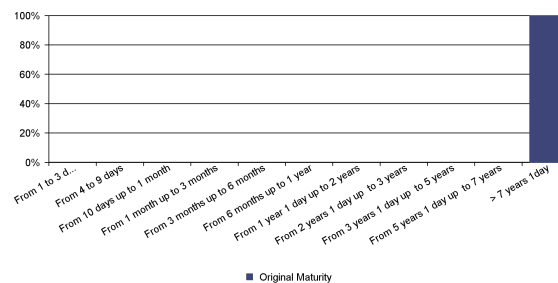 100%
80%
60%
40%
20%
0%
From 1 to 3 d...
From 4 to 9 days
From 10 days up to 1 month
From 1 month up to 3 months
From 3 months up to 6 months
From 6 months up to 1 year
From 1 year 1 day up to 2 years
From 2 years 1 day up to 3 years
From 3 years 1 day up to 5 years
From 5 years 1 day up to 7 years
> 7 years 1day
Original Maturity